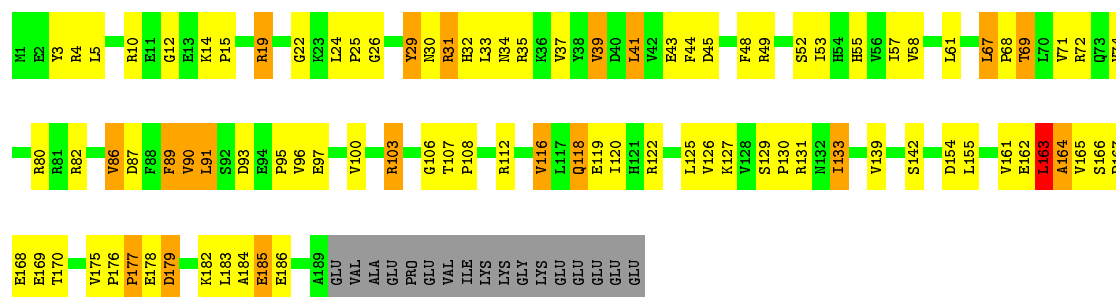 M1 E2 Y3 R4 L5 R10 E11 G12 E13 K14 P15 R19 G22 K23 L24 P25 G26 Y29 N30 R31 H32 L33 N34 R35 K36 V37 Y38 V39 D40 L41 V42 E43 F44 D45 F48 R49 S52 I53 H54 H55 V56 I57 V58 L61 L67 P68 T69 L70 V71 R72 Q73
R80 R81 R82 V86 D87 F88 F89 V90 L91 S92 D93 E94 P95 V96 E97 V100 R103 G106 T107 P108 R112 V116 L117 Q118 E119 I120 H121 R122 L125 V126 K127 V128 S129 P130 R131 N132 I133 V139 S142 D154 L155 V161 E162 L163 A164 V165 S166
E168 E169 T170 V175 P176 P177 E178 D179 K182 L183 A184 E185 E186 A189 GLU VAL ALA GLU PRO GLU VAL ILE LYS LYS GLY LYS GLU GLU GLU GLU GLU